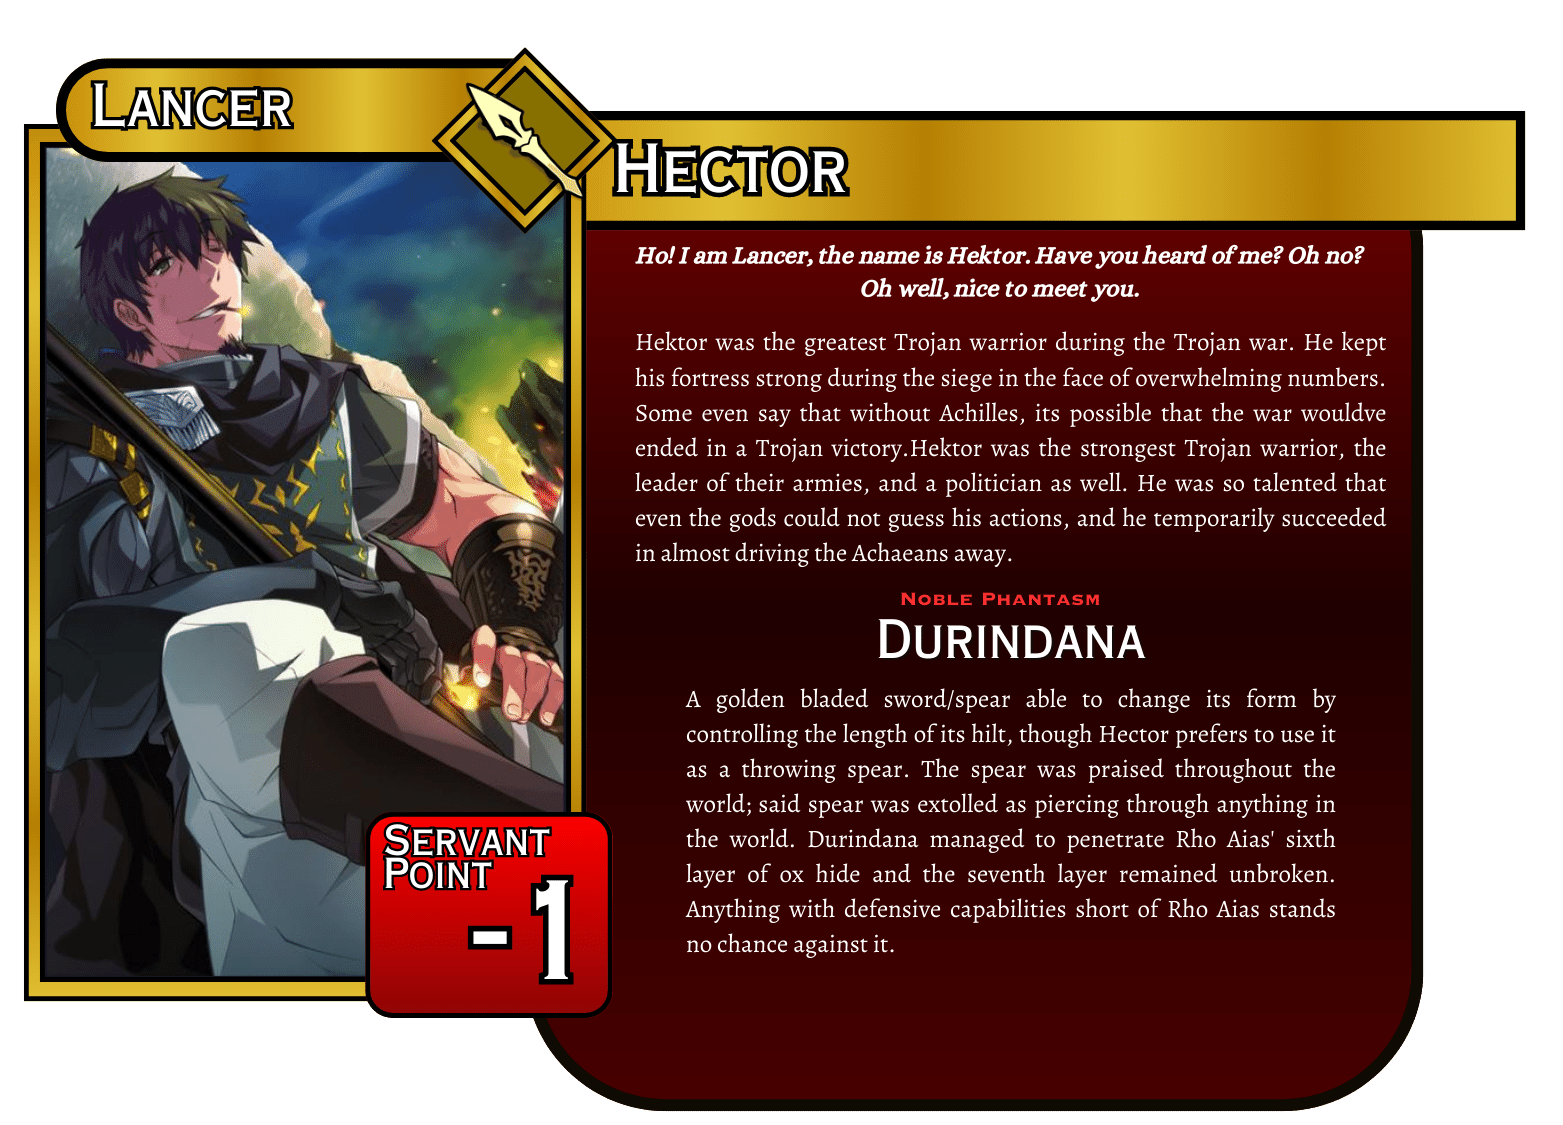 LANCER
HECTOR
Ho! I am Lancer, the name is Hektor. Have you heard of me? Oh no?
Oh well, nice to meet you.
Hektor was the greatest Trojan warrior during the Trojan war. He kept
his fortress strong during the siege in the face of overwhelming numbers.
Some even say that without Achilles, its possible that the war wouldve
ended in a Trojan victory.Hektor was the strongest Trojan warrior, the
leader of their armies, and a politician as well. He was so talented that
even the gods could not guess his actions, and he temporarily succeeded
in almost driving the Achaeans away.
NOBLE PHANTASM
DURINDANA
A golden bladed sword/spear able to change its form by
controlling the length of its hilt, though Hector prefers to use it
as a throwing spear. The spear was praised throughout the
world; said spear was extolled as piercing through anything in
the world. Durindana managed to penetrate Rho Aias' sixth
layer of ox hide and the seventh layer remained unbroken.
Anything with defensive capabilities short of Rho Aias stands
no chance against it.
SERVANT
POINT
-1